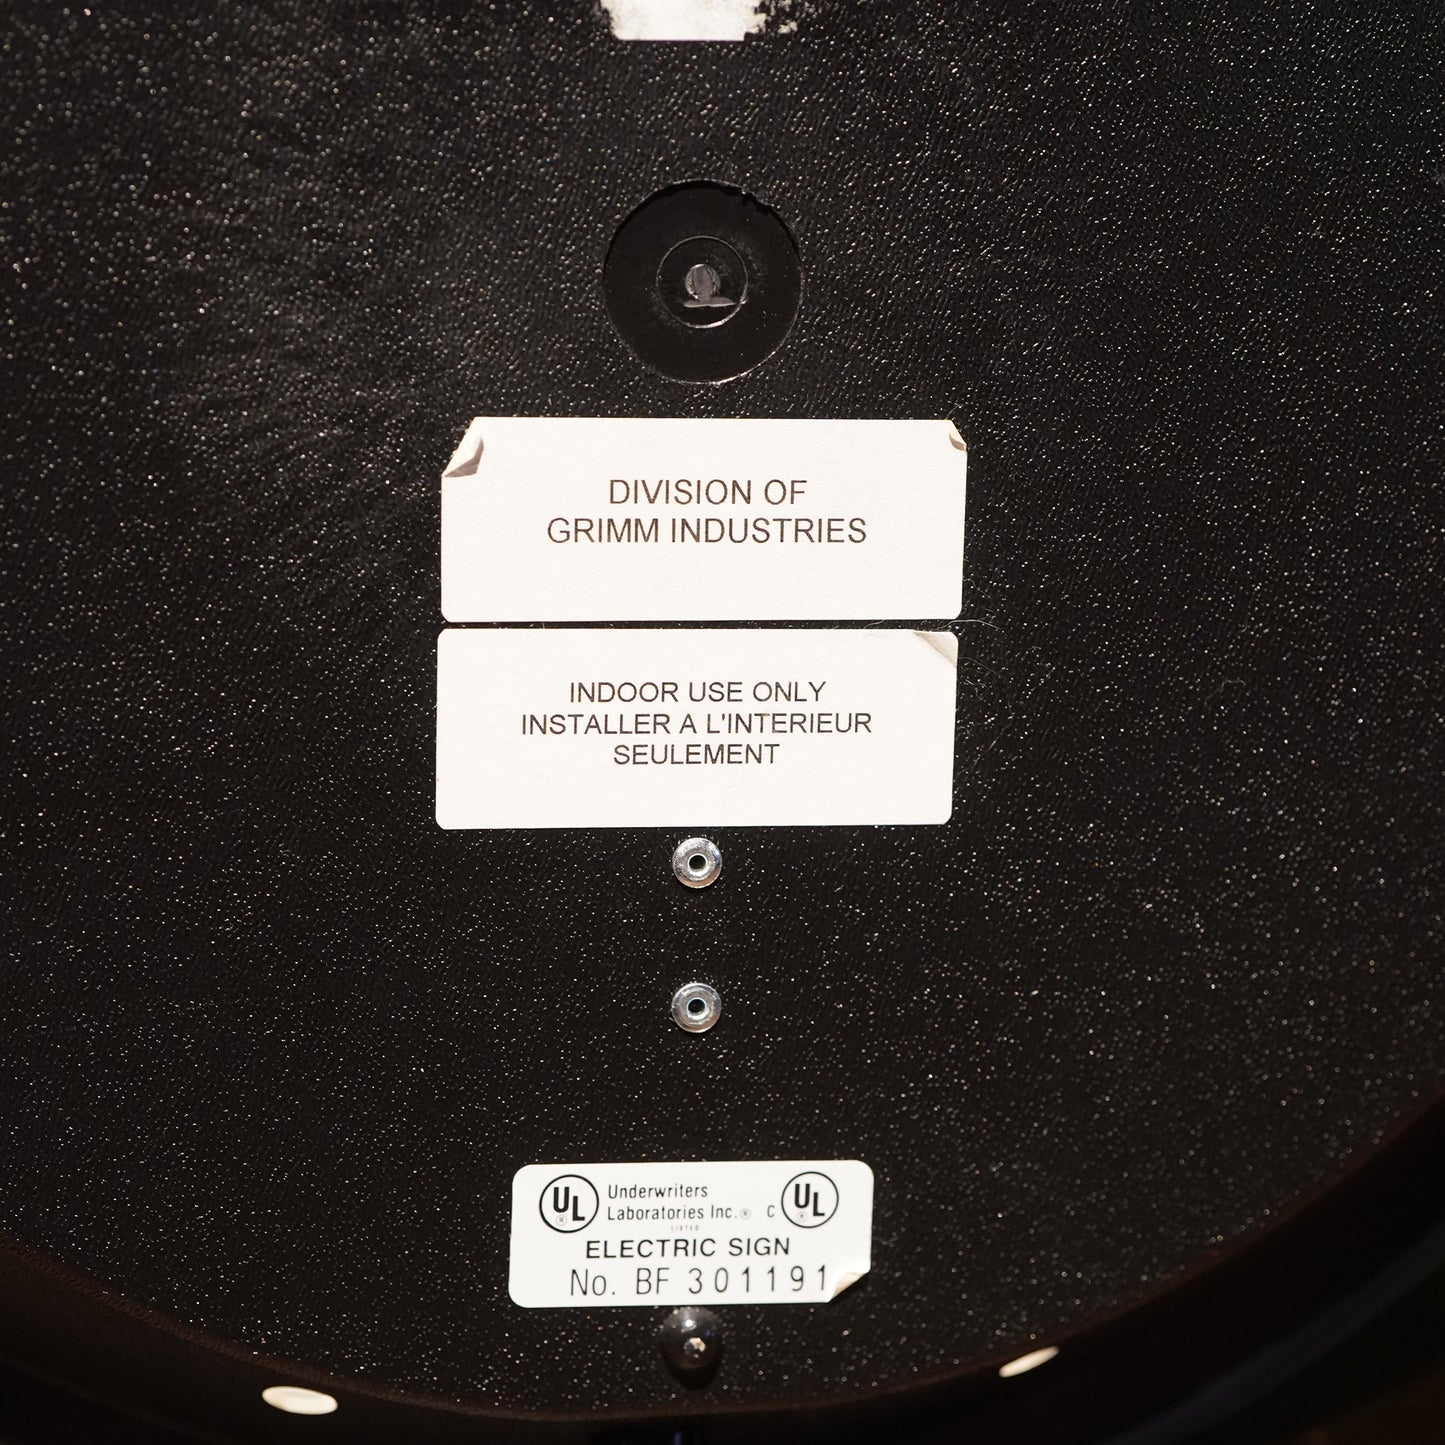 DIVISION OF
GRIMM INDUSTRIES
INDOOR USE ONLY
INSTALLER A L'INTERIEUR
SEULEMENT
UL ® Underwriters
Laboratories Inc.® C UL ®
LISTED
ELECTRIC SIGN
No. BF 301191